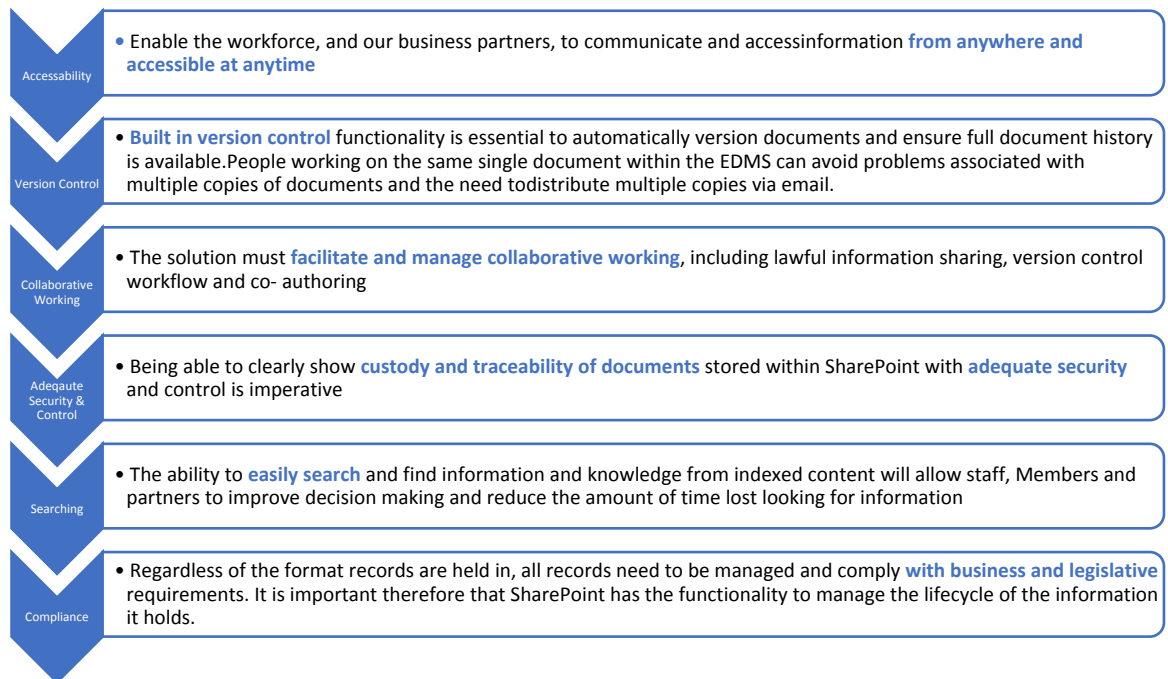 Accessability
• Enable the workforce, and our business partners, to communicate and accessinformation from anywhere and
accessible at anytime
Version Control
• Built in version control functionality is essential to automatically version documents and ensure full document history
is available.People working on the same single document within the EDMS can avoid problems associated with
multiple copies of documents and the need todistribute multiple copies via email.
Collaborative
Working
• The solution must facilitate and manage collaborative working, including lawful information sharing, version control
workflow and co- authoring
Adeqaute
Security &
Control
• Being able to clearly show custody and traceability of documents stored within SharePoint with adequate security
and control is imperative
Searching
• The ability to easily search and find information and knowledge from indexed content will allow staff, Members and
partners to improve decision making and reduce the amount of time lost looking for information
Compliance
• Regardless of the format records are held in, all records need to be managed and comply with business and legislative
requirements. It is important therefore that SharePoint has the functionality to manage the lifecycle of the information
it holds.